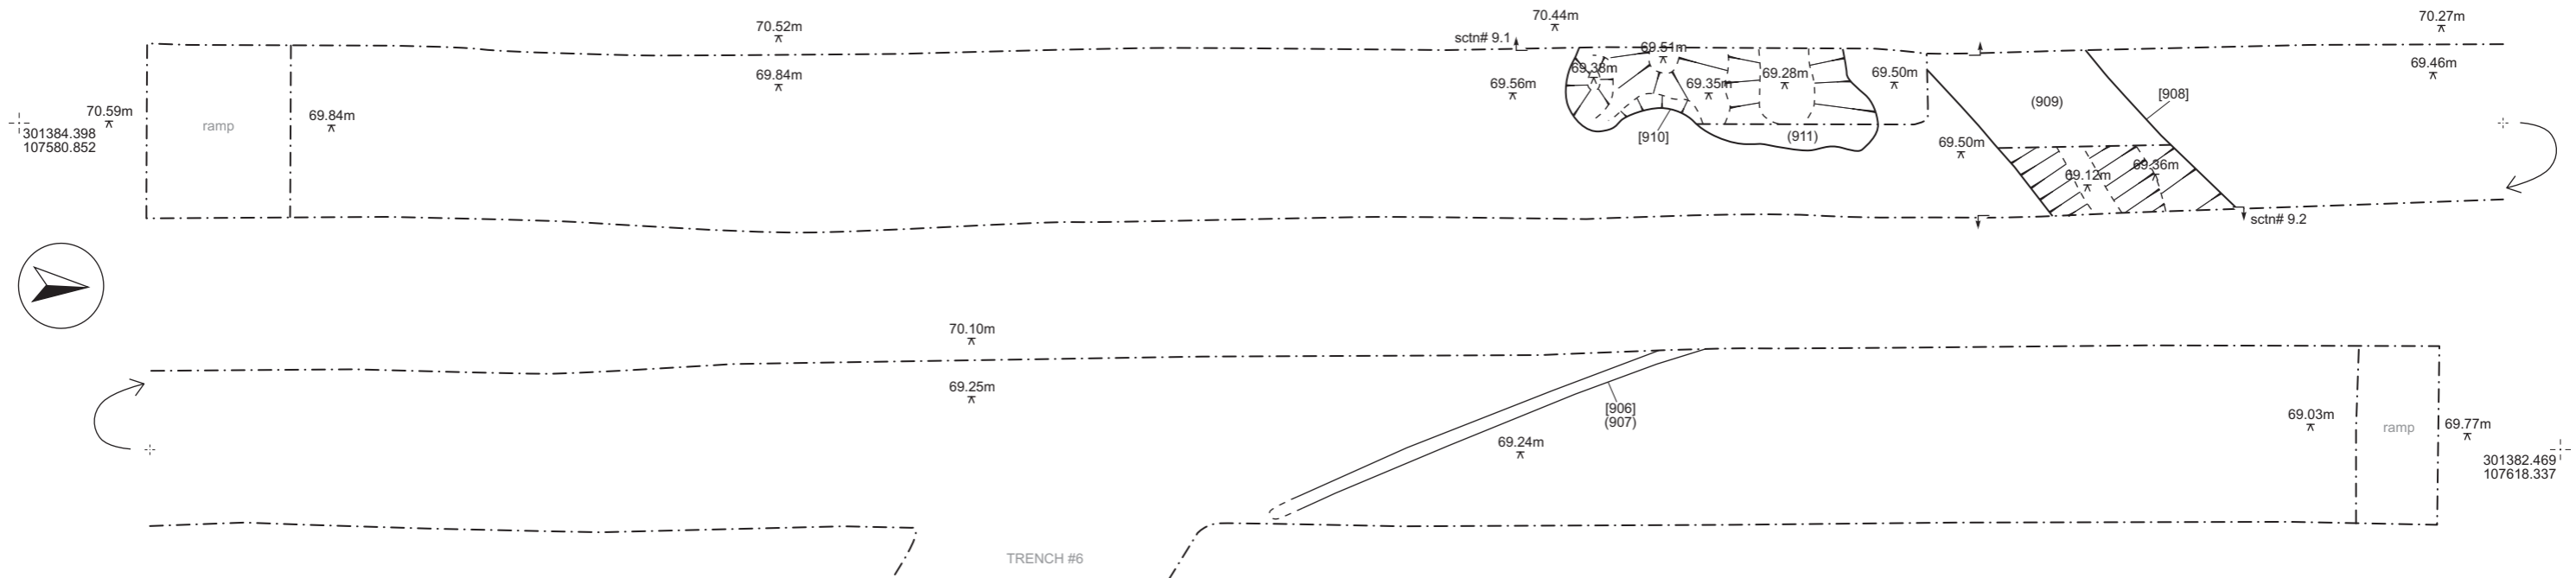 70.52m
70.44m
70.27m
sctn# 9.1
69.51m
69.84m
69.56m
69.38m
69.35m
69.28m
69.50m
69.46m
70.59m
69.84m
ramp
301384.398
107580.852
(909)
[908]
[910]
(911)
69.50m
69.36m
69.12m
sctn# 9.2
70.10m
69.25m
[906]
(907)
69.24m
69.03m
ramp
69.77m
301382.469
107618.337
TRENCH #6